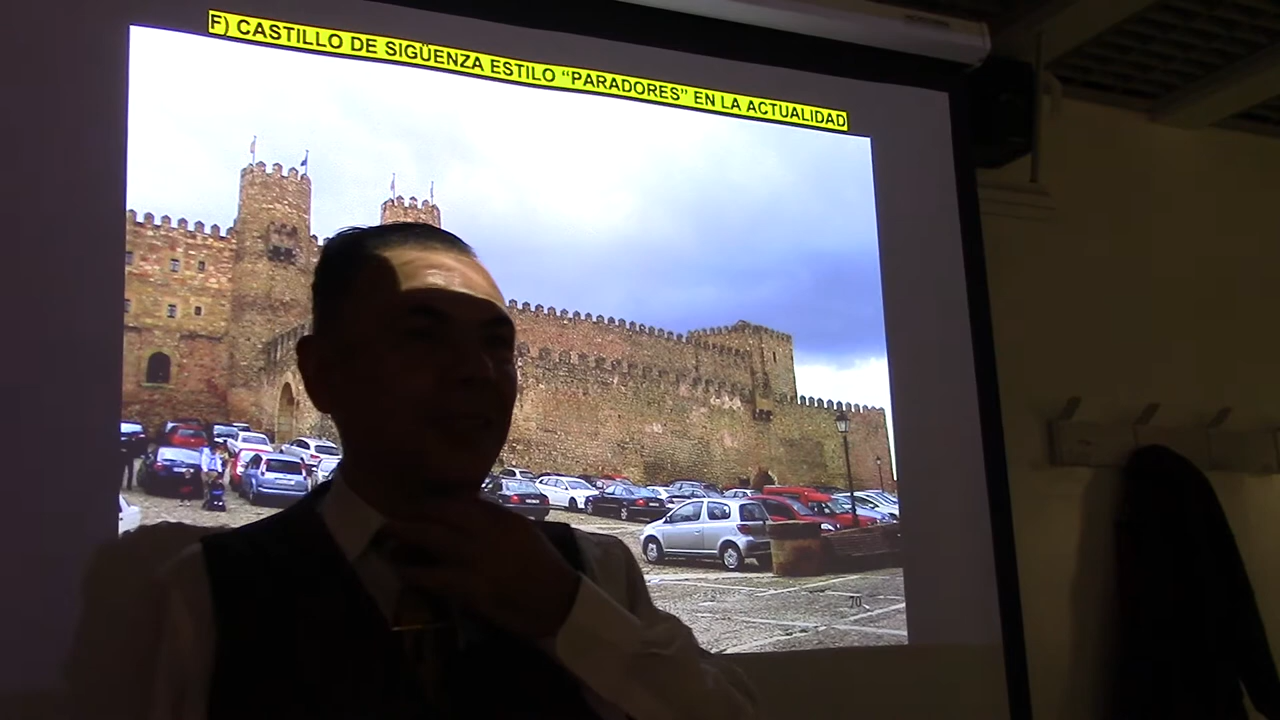 F) CASTILLO DE SIGÜENZA ESTILO “PARADORES” EN LA ACTUALIDAD
70